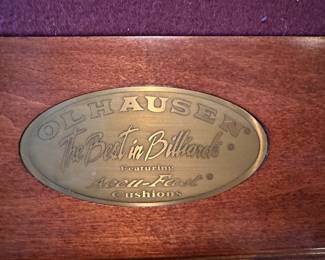 OLHAUSEN®
The Best in Billiards®
Featuring
Accu-Fast®
Cushions